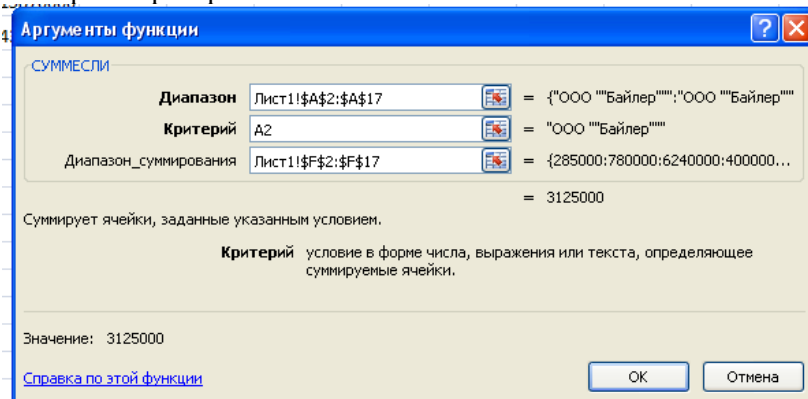 Аргументы функции
СУММЕСЛИ
Диапазон Лист1!$A$2:$A$17 = {"ООО ""Байлер""":"ООО ""Байлер"""
Критерий A2 = "ООО ""Байлер"""
Диапазон_суммирования Лист1!$F$2:$F$17 = {285000:780000:6240000:400000...
= 3125000
Суммирует ячейки, заданные указанным условием.
Критерий условие в форме числа, выражения или текста, определяющее
суммируемые ячейки.
Значение: 3125000
Справка по этой функции
ОК Отмена